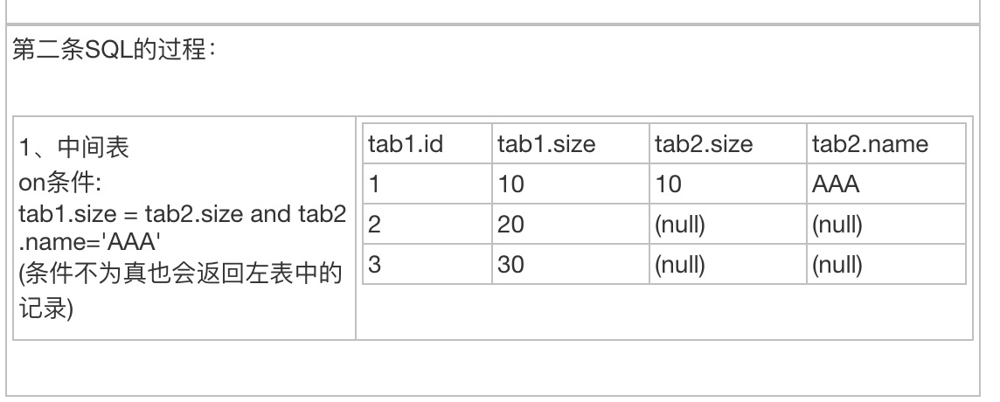 第二条SQL的过程：
1、中间表
on条件:
tab1.size = tab2.size and tab2
.name='AAA'
(条件不为真也会返回左表中的
记录)
tab1.id tab1.size tab2.size tab2.name
1 10 10 AAA
2 20 (null) (null)
3 30 (null) (null)